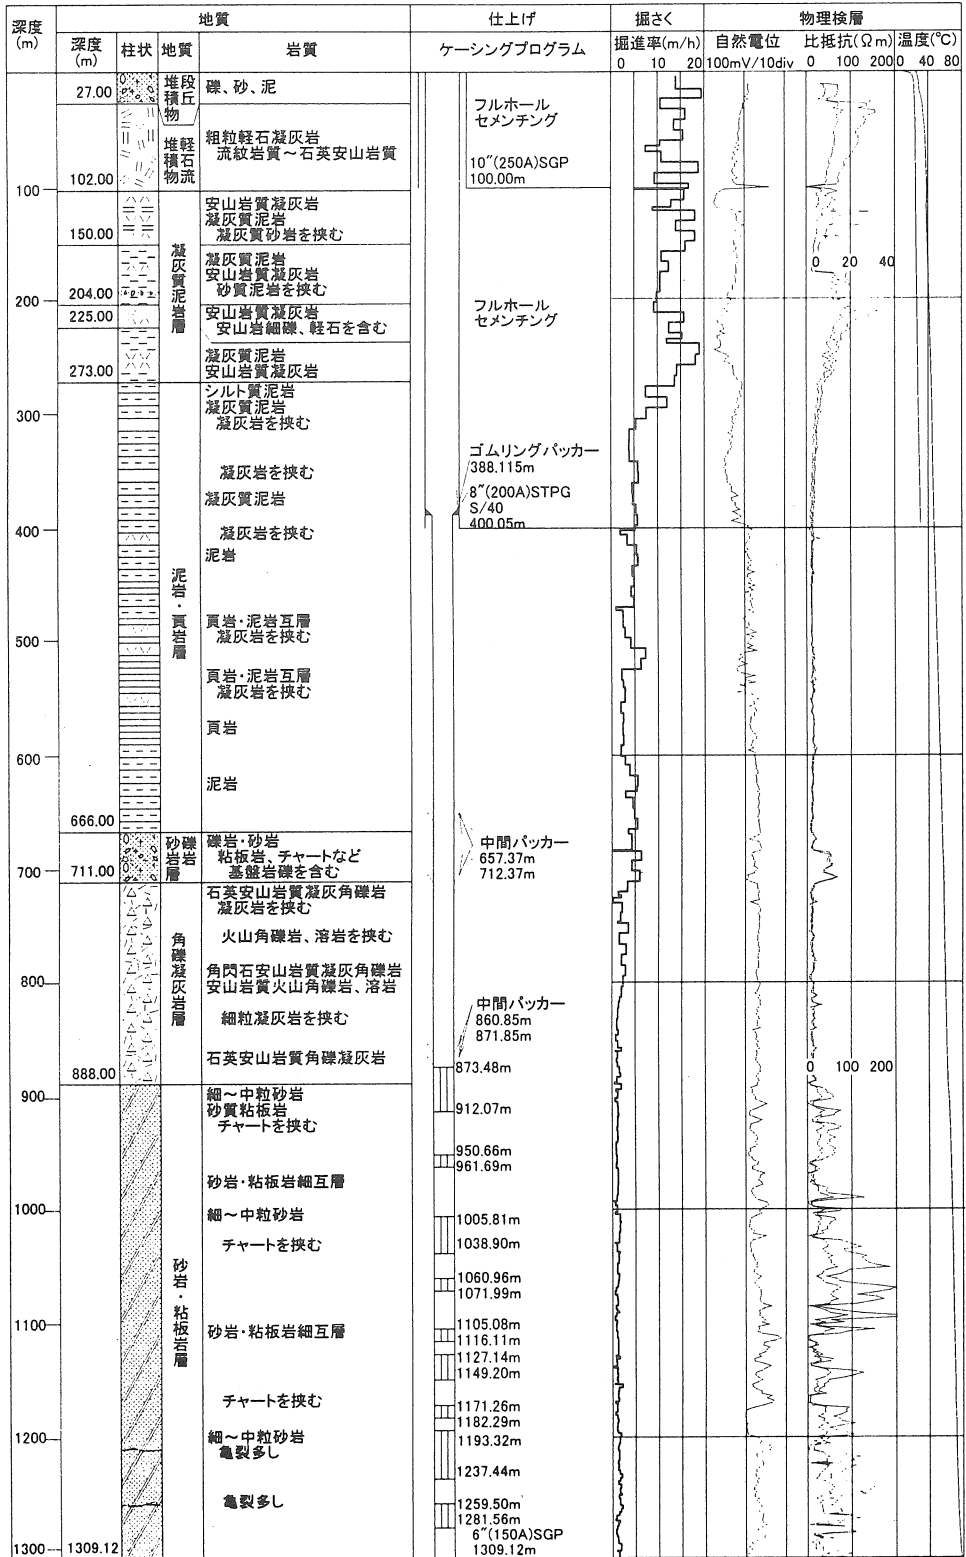 深度
(m)
地質
仕上げ
掘さく
物理検層
深度
(m)
柱状
地質
岩質
ケーシングプログラム
掘進率(m/h)
自然電位
比抵抗(Ωm)
温度(℃)
0 10 20
100mV/10div
0 100 200
0 40 80
27.00
段丘堆積物
礫、砂、泥
フルホール
セメンチング
軽石流堆積物
粗粒軽石凝灰岩
流紋岩質～石英安山岩質
10″(250A)SGP
100.00m
102.00
100
安山岩質凝灰岩
凝灰質泥岩
凝灰質砂岩を挟む
150.00
凝灰質泥岩層
凝灰質泥岩
安山岩質凝灰岩
砂質泥岩を挟む
0 20 40
204.00
200
225.00
安山岩質凝灰岩
安山岩細礫、軽石を含む
フルホール
セメンチング
凝灰質泥岩
安山岩質凝灰岩
273.00
シルト質泥岩
凝灰質泥岩
凝灰岩を挟む
300
ゴムリングパッカー
388.115m
凝灰岩を挟む
8″(200A)STPG
S/40
400.05m
凝灰質泥岩
400
凝灰岩を挟む
泥岩
泥岩・頁岩層
頁岩・泥岩互層
凝灰岩を挟む
500
頁岩・泥岩互層
凝灰岩を挟む
頁岩
600
泥岩
666.00
砂岩礫岩層
礫岩・砂岩
粘板岩、チャートなど
基盤岩礫を含む
中間パッカー
657.37m
712.37m
711.00
700
石英安山岩質凝灰角礫岩
凝灰岩を挟む
火山角礫岩、溶岩を挟む
角礫凝灰岩層
角閃石安山岩質凝灰角礫岩
安山岩質火山角礫岩、溶岩
800
中間パッカー
860.85m
871.85m
細粒凝灰岩を挟む
石英安山岩質角礫凝灰岩
873.48m
0 100 200
888.00
900
細～中粒砂岩
砂質粘板岩
チャートを挟む
912.07m
950.66m
961.69m
砂岩・粘板岩細互層
1000
細～中粒砂岩
1005.81m
チャートを挟む
1038.90m
砂岩・粘板岩層
1060.96m
1071.99m
1100
1105.08m
砂岩・粘板岩細互層
1116.11m
1127.14m
1149.20m
チャートを挟む
1171.26m
1182.29m
1200
細～中粒砂岩
亀裂多し
1193.32m
1237.44m
亀裂多し
1259.50m
1281.56m
6″(150A)SGP
1309.12m
1300
1309.12